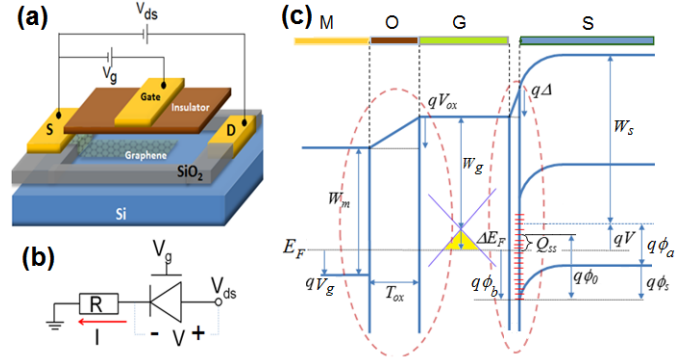 (a)
V_ds
V_g
S
Gate
Insulator
D
Graphene
SiO₂
Si
(b)
V_g
V_ds
R
I
- V +
(c)
M O G S
qV_ox
qΔ
W_m
W_g
W_s
E_F
ΔE_F
Q_ss
qV
qϕ_a
qV_g
T_ox
qϕ_b
qϕ_0
qϕ_s